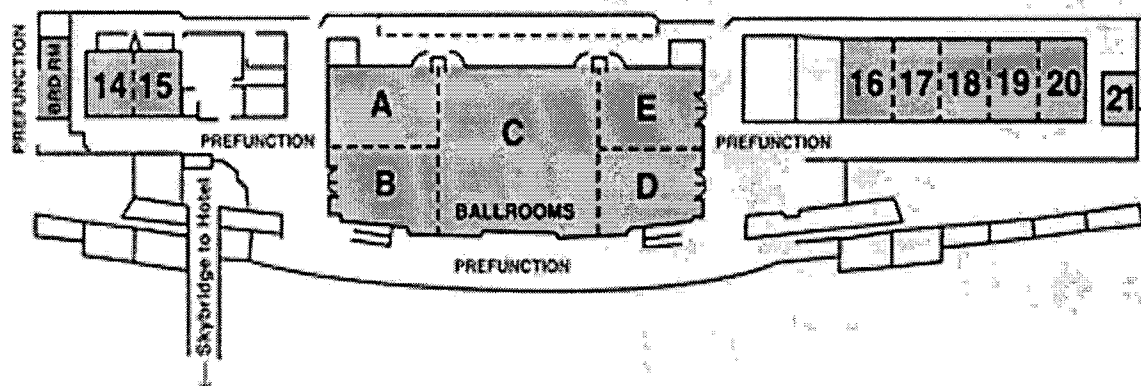 PREFUNCTION
BRD RM
14 15
PREFUNCTION
A
B
C
E
D
BALLROOMS
PREFUNCTION
PREFUNCTION
16 17 18 19 20
21
Skybridge to Hotel